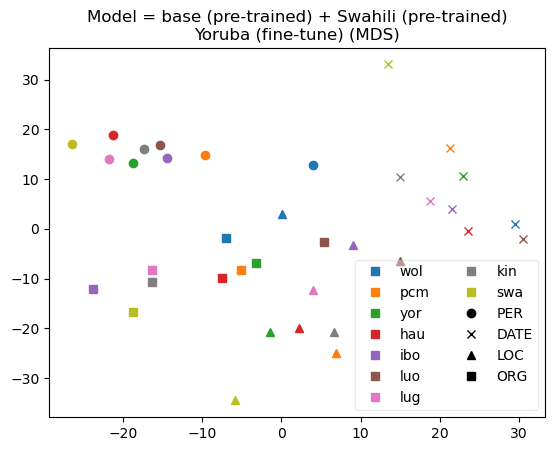 Model = base (pre-trained) + Swahili (pre-trained)
Yoruba (fine-tune) (MDS)
30
20
10
0
−10
−20
−30
−20
−10
0
10
20
30
wol
pcm
yor
hau
ibo
luo
lug
kin
swa
PER
DATE
LOC
ORG